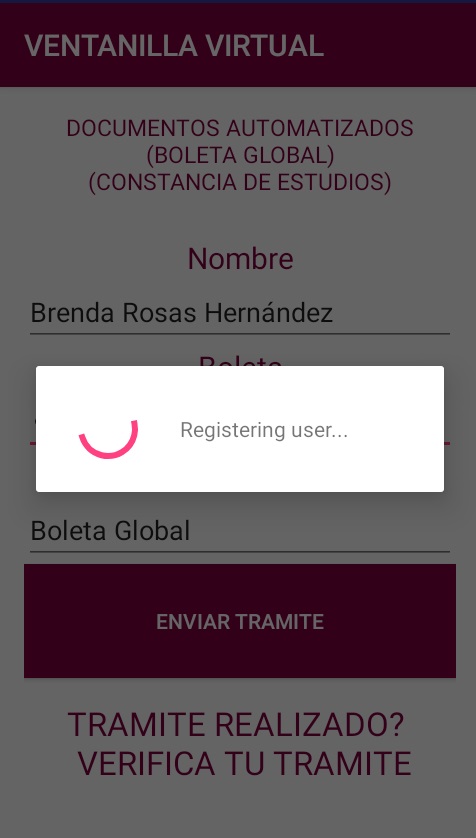 VENTANILLA VIRTUAL
DOCUMENTOS AUTOMATIZADOS
(BOLETA GLOBAL)
(CONSTANCIA DE ESTUDIOS)
Nombre
Brenda Rosas Hernández
Boleta
Registering user...
Boleta Global
ENVIAR TRAMITE
TRAMITE REALIZADO?
VERIFICA TU TRAMITE